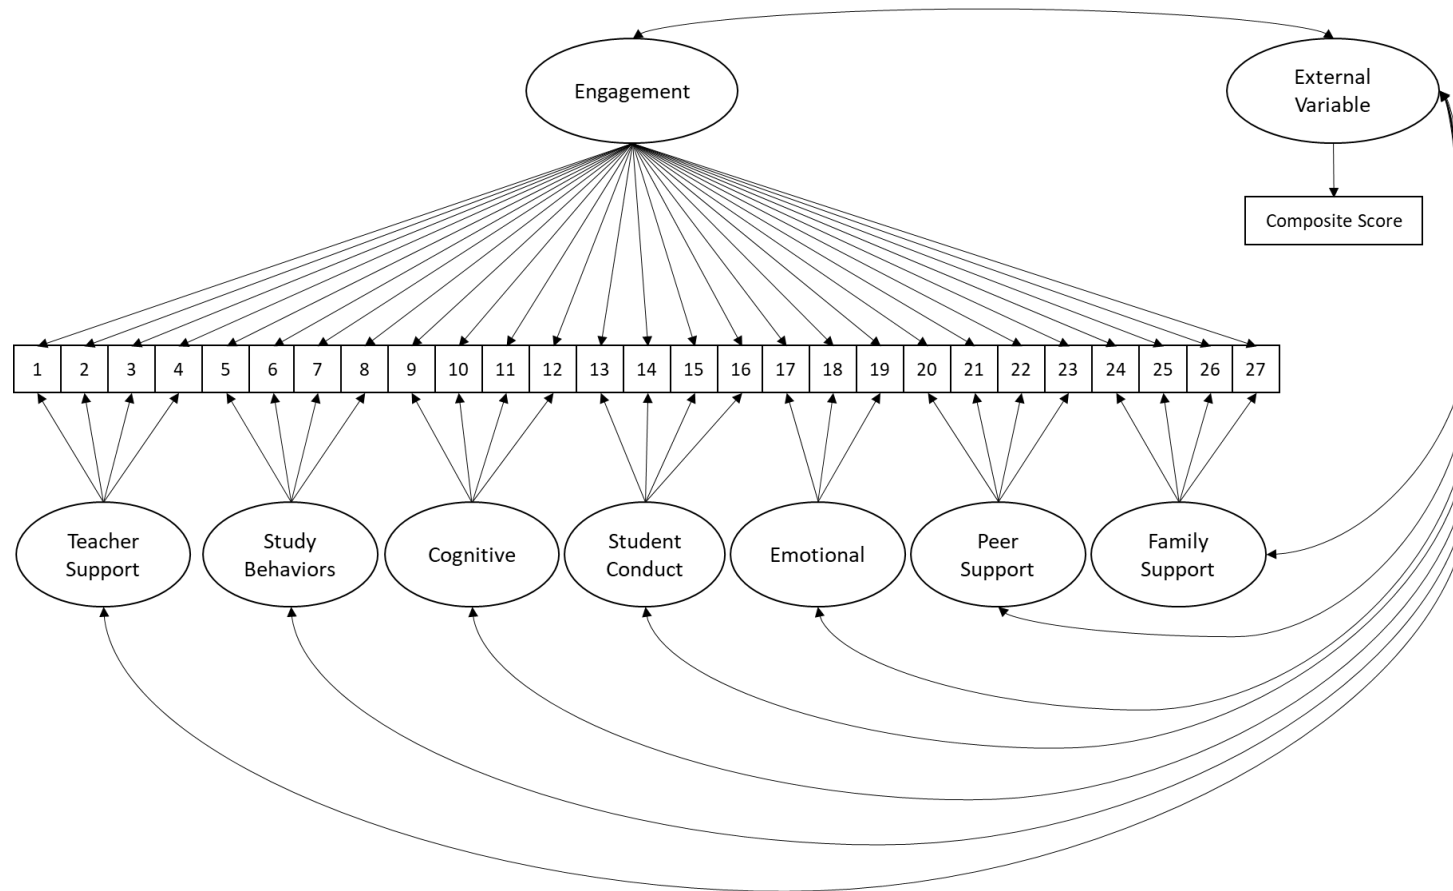 Engagement
External
Variable
Composite Score
1 2 3 4 5 6 7 8 9 10 11 12 13 14 15 16 17 18 19 20 21 22 23 24 25 26 27
Teacher
Support
Study
Behaviors
Cognitive
Student
Conduct
Emotional
Peer
Support
Family
Support